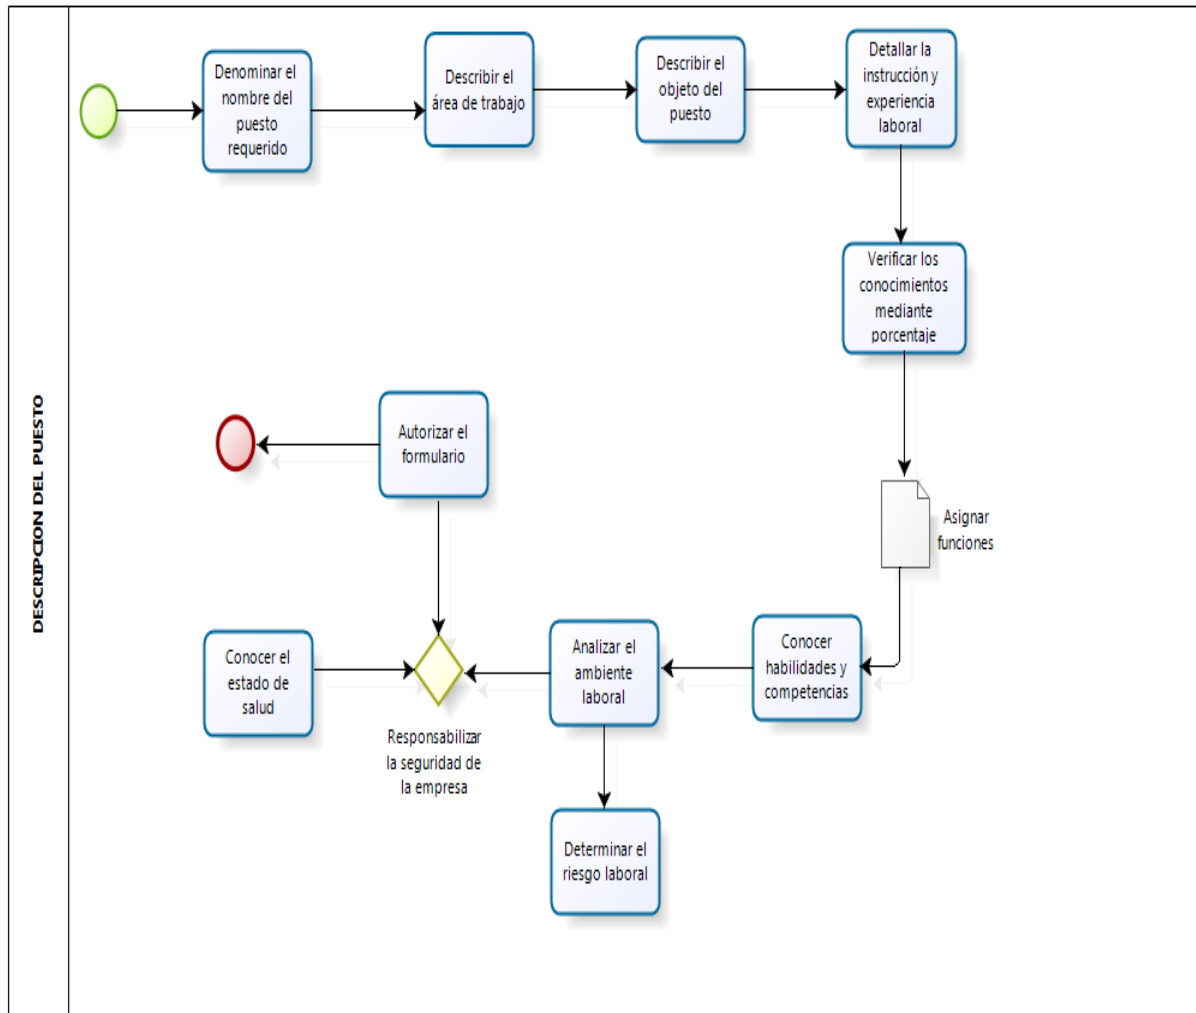 DESCRIPCION DEL PUESTO
Denominar el
nombre del
puesto
requerido
Describir el
área de trabajo
Describir el
objeto del
puesto
Detallar la
instrucción y
experiencia
laboral
Verificar los
conocimientos
mediante
porcentaje
Asignar
funciones
Conocer
habilidades y
competencias
Analizar el
ambiente
laboral
Determinar el
riesgo laboral
Responsabilizar
la seguridad de
la empresa
Conocer el
estado de
salud
Autorizar el
formulario